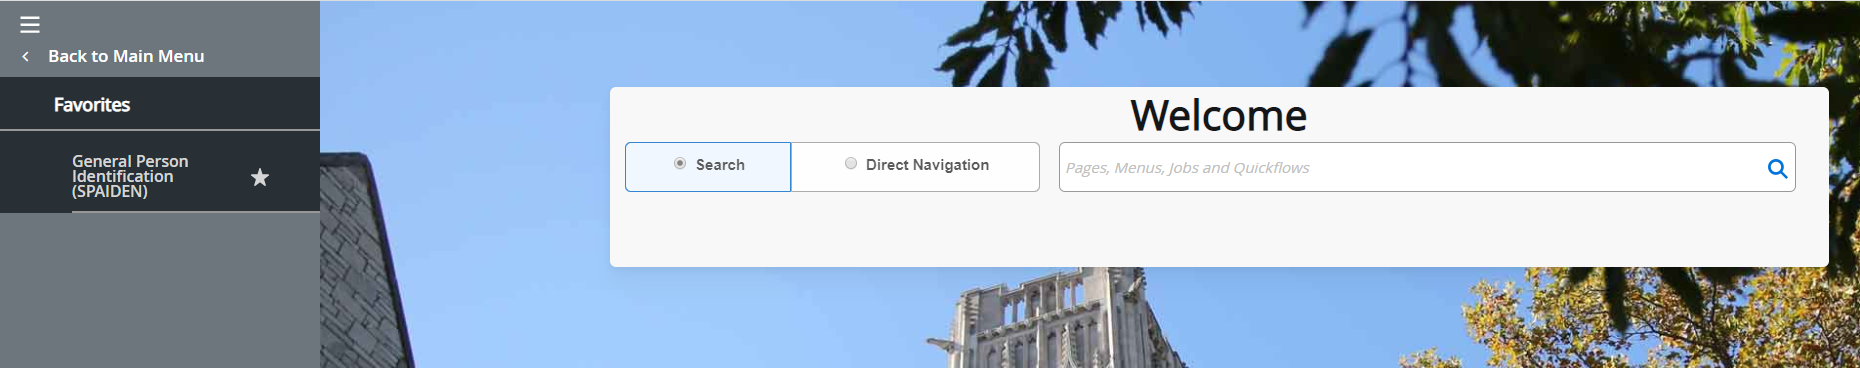 Back to Main Menu
Favorites
General Person
Identification
(SPAIDEN)
Welcome
Search
Direct Navigation
Pages, Menus, Jobs and Quickflows